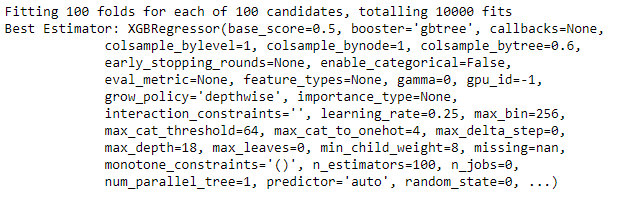 Fitting 100 folds for each of 100 candidates, totalling 10000 fits
Best Estimator: XGBRegressor(base_score=0.5, booster='gbtree', callbacks=None,
colsample_bylevel=1, colsample_bynode=1, colsample_bytree=0.6,
early_stopping_rounds=None, enable_categorical=False,
eval_metric=None, feature_types=None, gamma=0, gpu_id=-1,
grow_policy='depthwise', importance_type=None,
interaction_constraints='', learning_rate=0.25, max_bin=256,
max_cat_threshold=64, max_cat_to_onehot=4, max_delta_step=0,
max_depth=18, max_leaves=0, min_child_weight=8, missing=nan,
monotone_constraints='()', n_estimators=100, n_jobs=0,
num_parallel_tree=1, predictor='auto', random_state=0, ...)